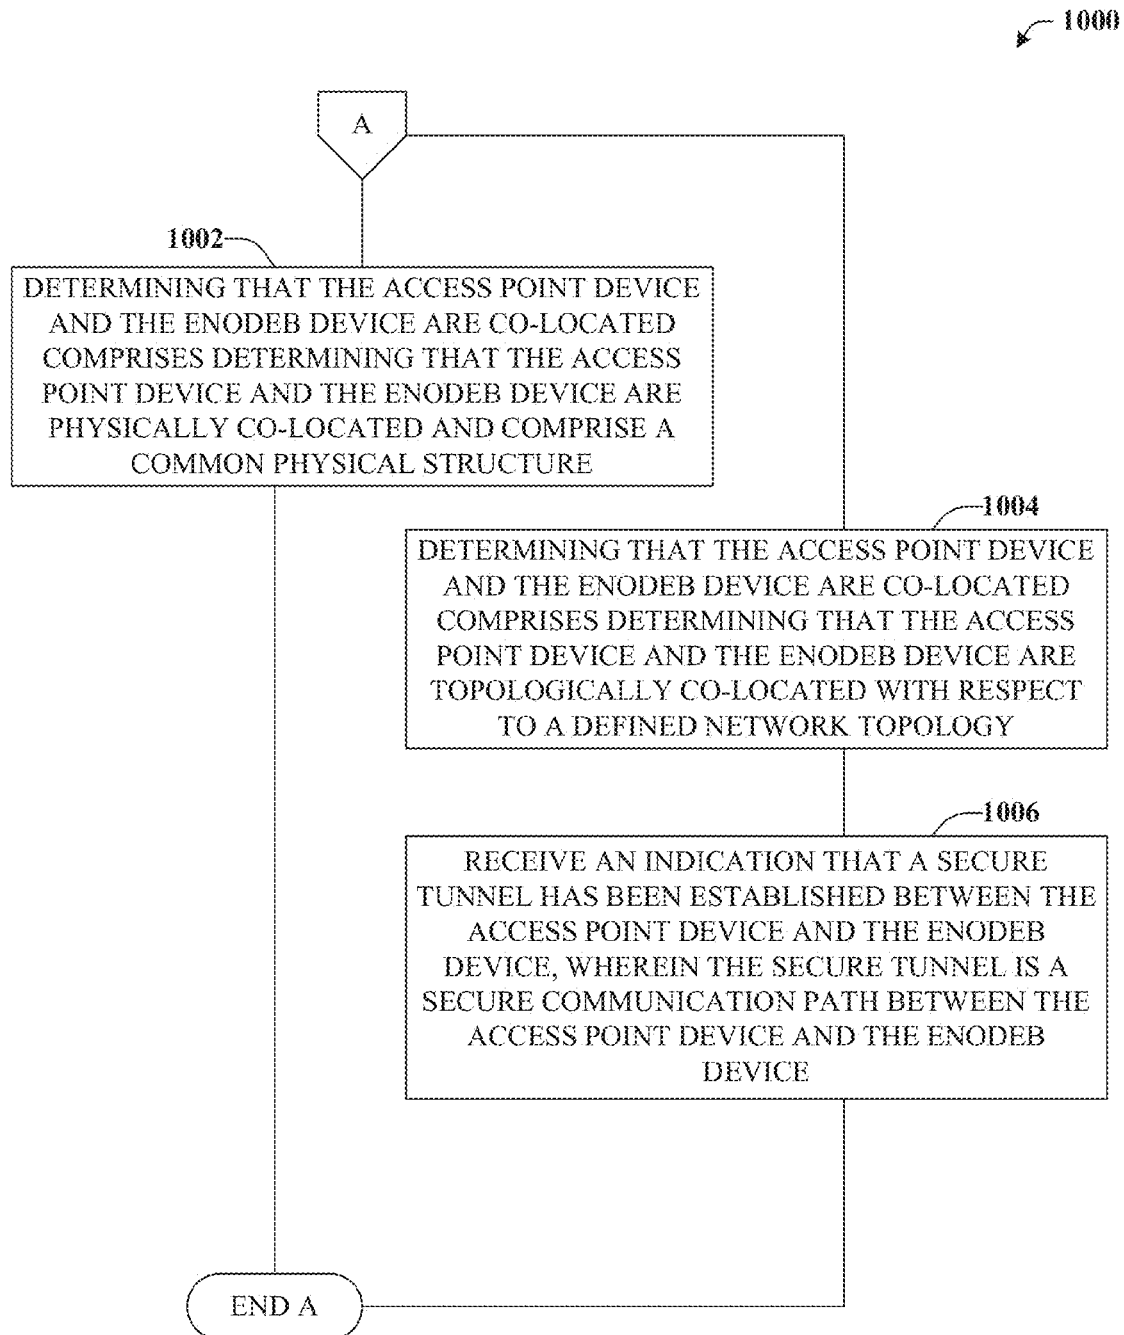 1000
A
1002
DETERMINING THAT THE ACCESS POINT DEVICE
AND THE ENODEB DEVICE ARE CO-LOCATED
COMPRISES DETERMINING THAT THE ACCESS
POINT DEVICE AND THE ENODEB DEVICE ARE
PHYSICALLY CO-LOCATED AND COMPRISE A
COMMON PHYSICAL STRUCTURE
1004
DETERMINING THAT THE ACCESS POINT DEVICE
AND THE ENODEB DEVICE ARE CO-LOCATED
COMPRISES DETERMINING THAT THE ACCESS
POINT DEVICE AND THE ENODEB DEVICE ARE
TOPOLOGICALLY CO-LOCATED WITH RESPECT
TO A DEFINED NETWORK TOPOLOGY
1006
RECEIVE AN INDICATION THAT A SECURE
TUNNEL HAS BEEN ESTABLISHED BETWEEN THE
ACCESS POINT DEVICE AND THE ENODEB
DEVICE, WHEREIN THE SECURE TUNNEL IS A
SECURE COMMUNICATION PATH BETWEEN THE
ACCESS POINT DEVICE AND THE ENODEB
DEVICE
END A